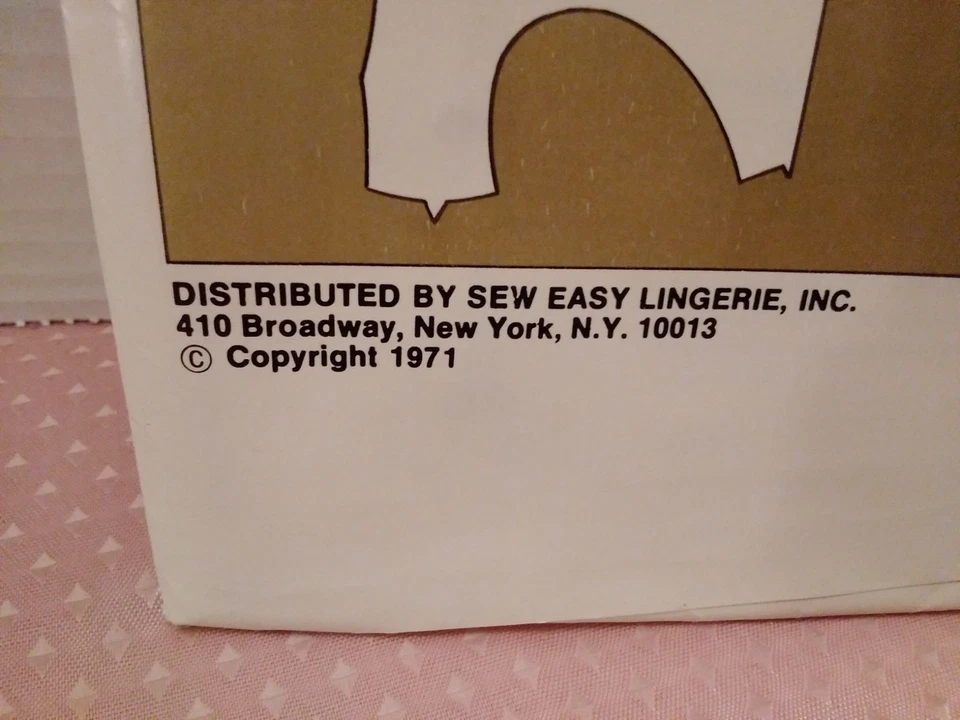 DISTRIBUTED BY SEW EASY LINGERIE, INC.
410 Broadway, New York, N.Y. 10013
© Copyright 1971